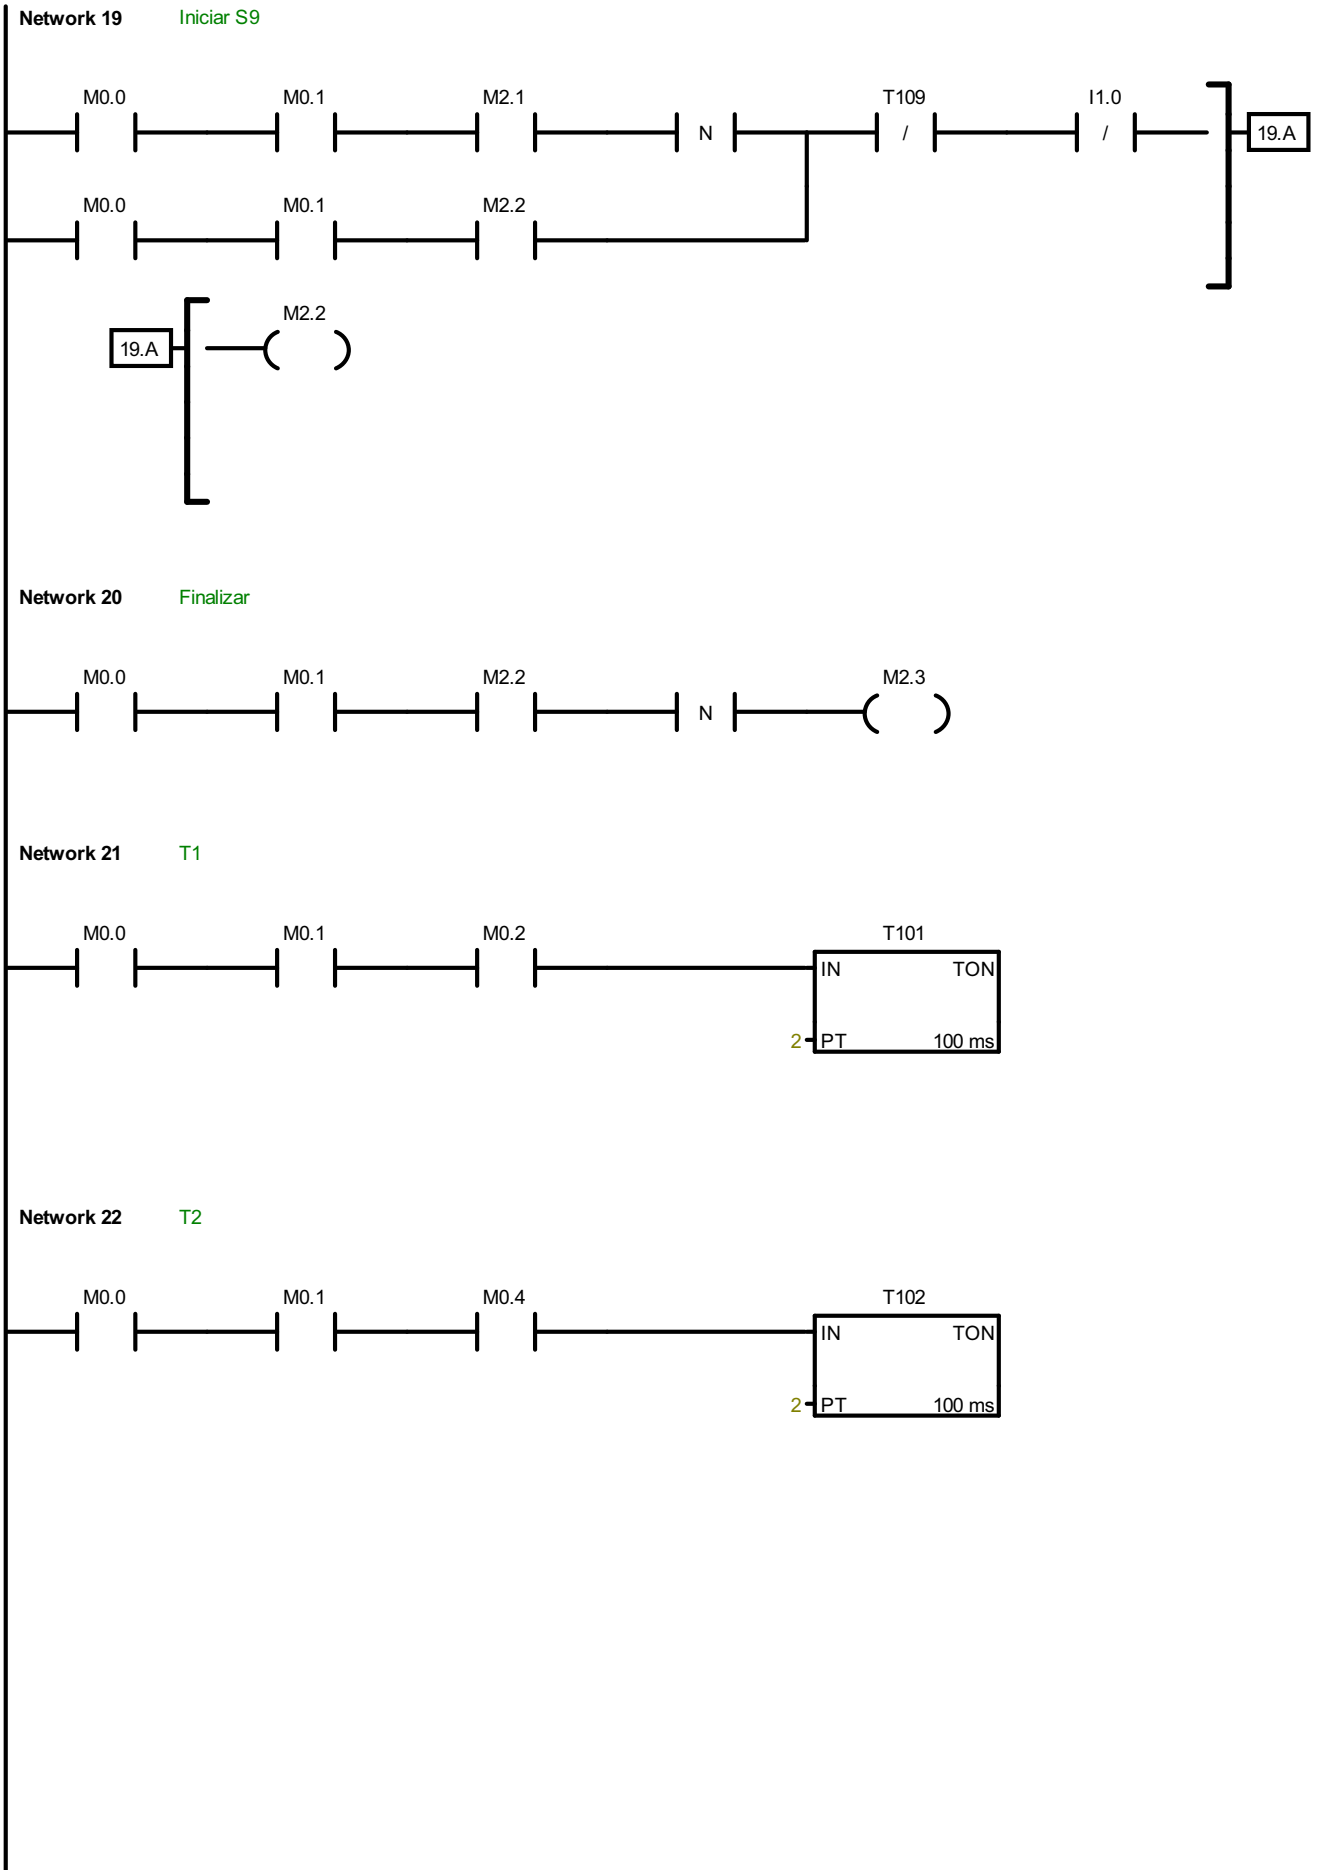 Network 19 Iniciar S9
M0.0 M0.1 M2.1 T109 I1.0
N / / 19.A
M0.0 M0.1 M2.2
M2.2
19.A
Network 20 Finalizar
M0.0 M0.1 M2.2 M2.3
N
Network 21 T1
M0.0 M0.1 M0.2 T101
IN TON
2 PT 100 ms
Network 22 T2
M0.0 M0.1 M0.4 T102
IN TON
2 PT 100 ms